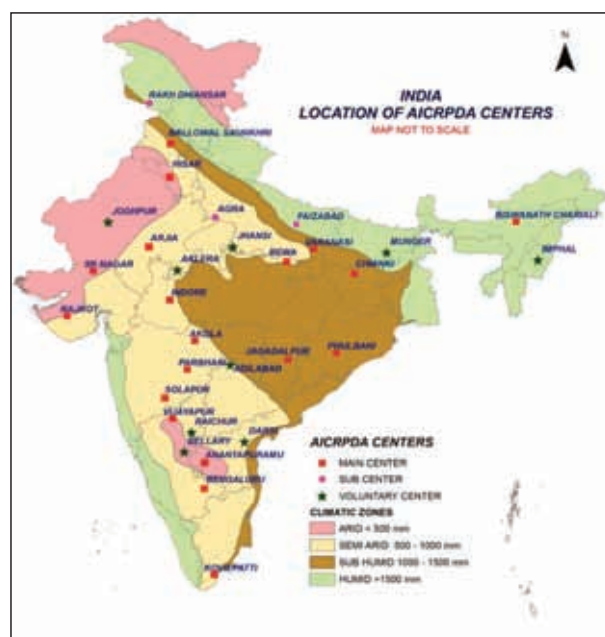 N
INDIA
LOCATION OF AICRPDA CENTERS
MAP NOT TO SCALE
RAKH DHIANSAR
BALLOWAL SAUNKHRI
HISAR
JODHPUR
AGRA
FAIZABAD
BISWANATH CHARIALI
ARJIA
JHANSI
VARANASI
MUNGER
IMPHAL
SK NAGAR
AKLERA
REWA
CHIANKI
RAJKOT
INDORE
AKOLA
JAGADALPUR
PHULBANI
PARBHANI
ADILABAD
SOLAPUR
VIJAYAPUR
RAICHUR
DARSI
BELLARY
ANANTAPURAMU
BENGALURU
KOVILPATTI
AICRPDA CENTERS
MAIN CENTER
SUB CENTER
VOLUNTARY CENTER
CLIMATIC ZONES
ARID < 500 mm
SEMI ARID 500 - 1000 mm
SUB HUMID 1000 - 1500 mm
HUMID >1500 mm